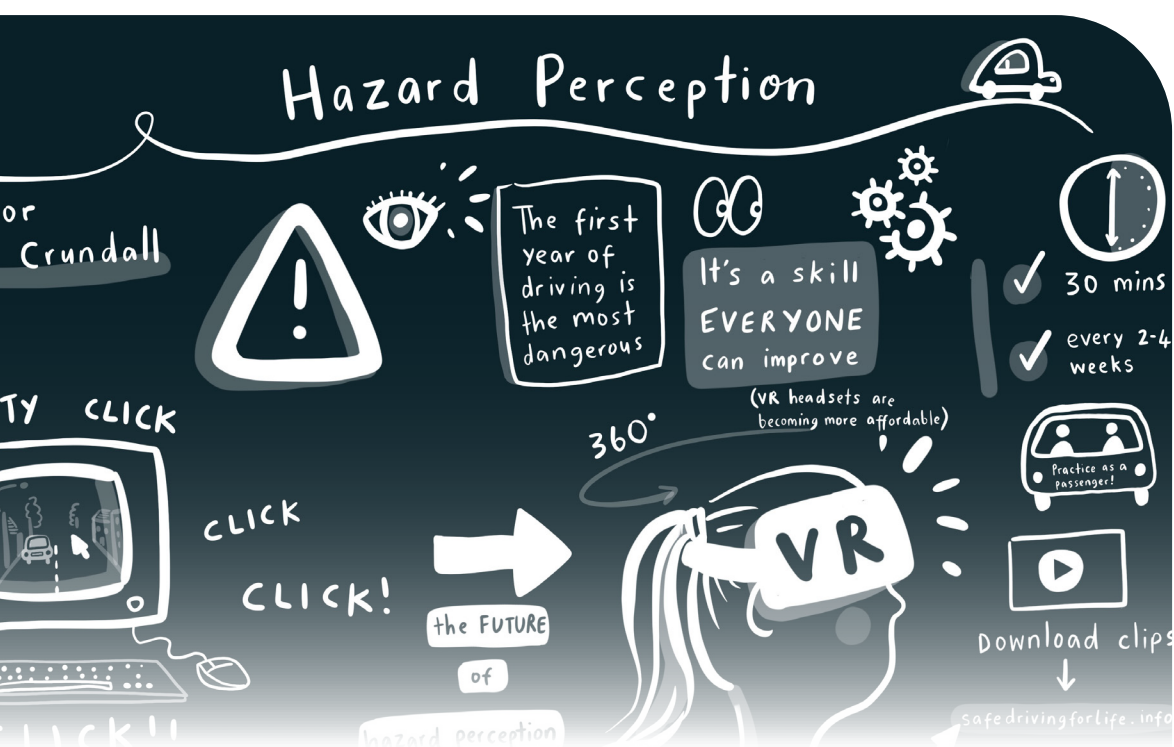 Hazard Perception
or
Crundall
The first
year of
driving is
the most
dangerous
It's a skill
EVERYONE
can improve
(VR headsets are
becoming more affordable)
30 mins
every 2-4
weeks
Practice as a
passenger!
TY CLICK
CLICK
CLICK!
CLICK!!
360°
VR
the FUTURE
of
hazard perception
Download clips
safedrivingforlife.info